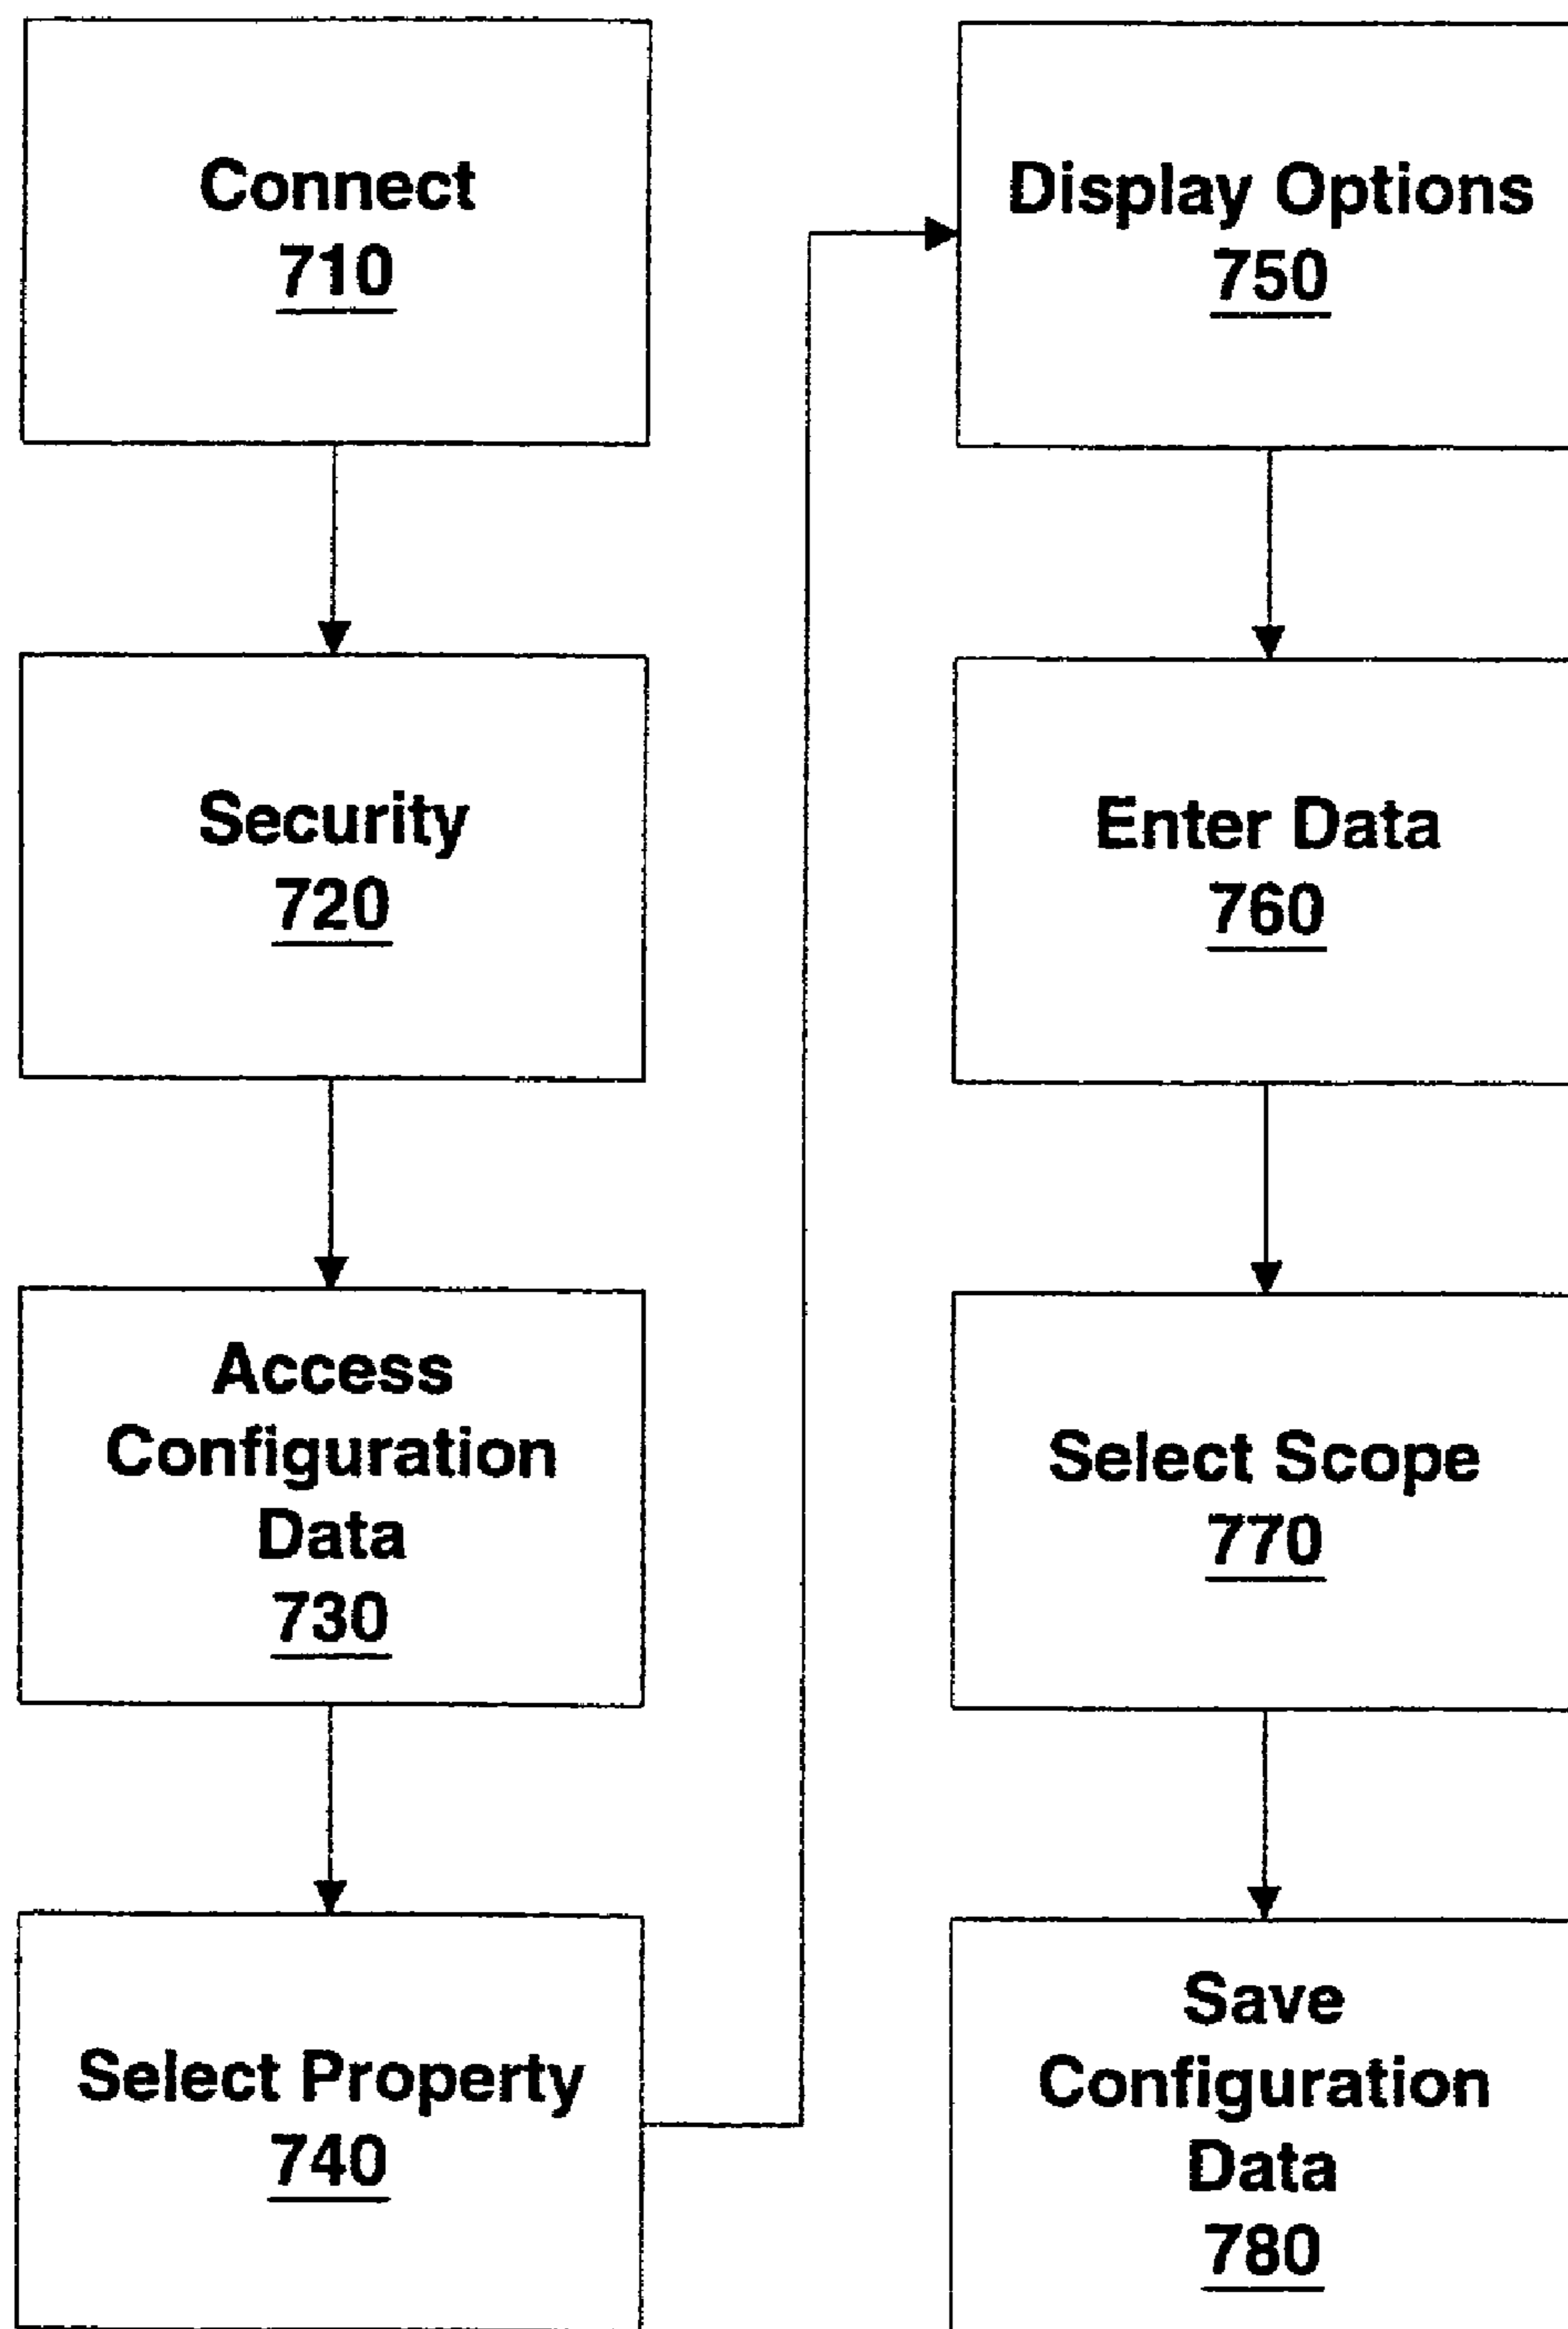 Connect
710
Security
720
Access
Configuration
Data
730
Select Property
740
Display Options
750
Enter Data
760
Select Scope
770
Save
Configuration
Data
780